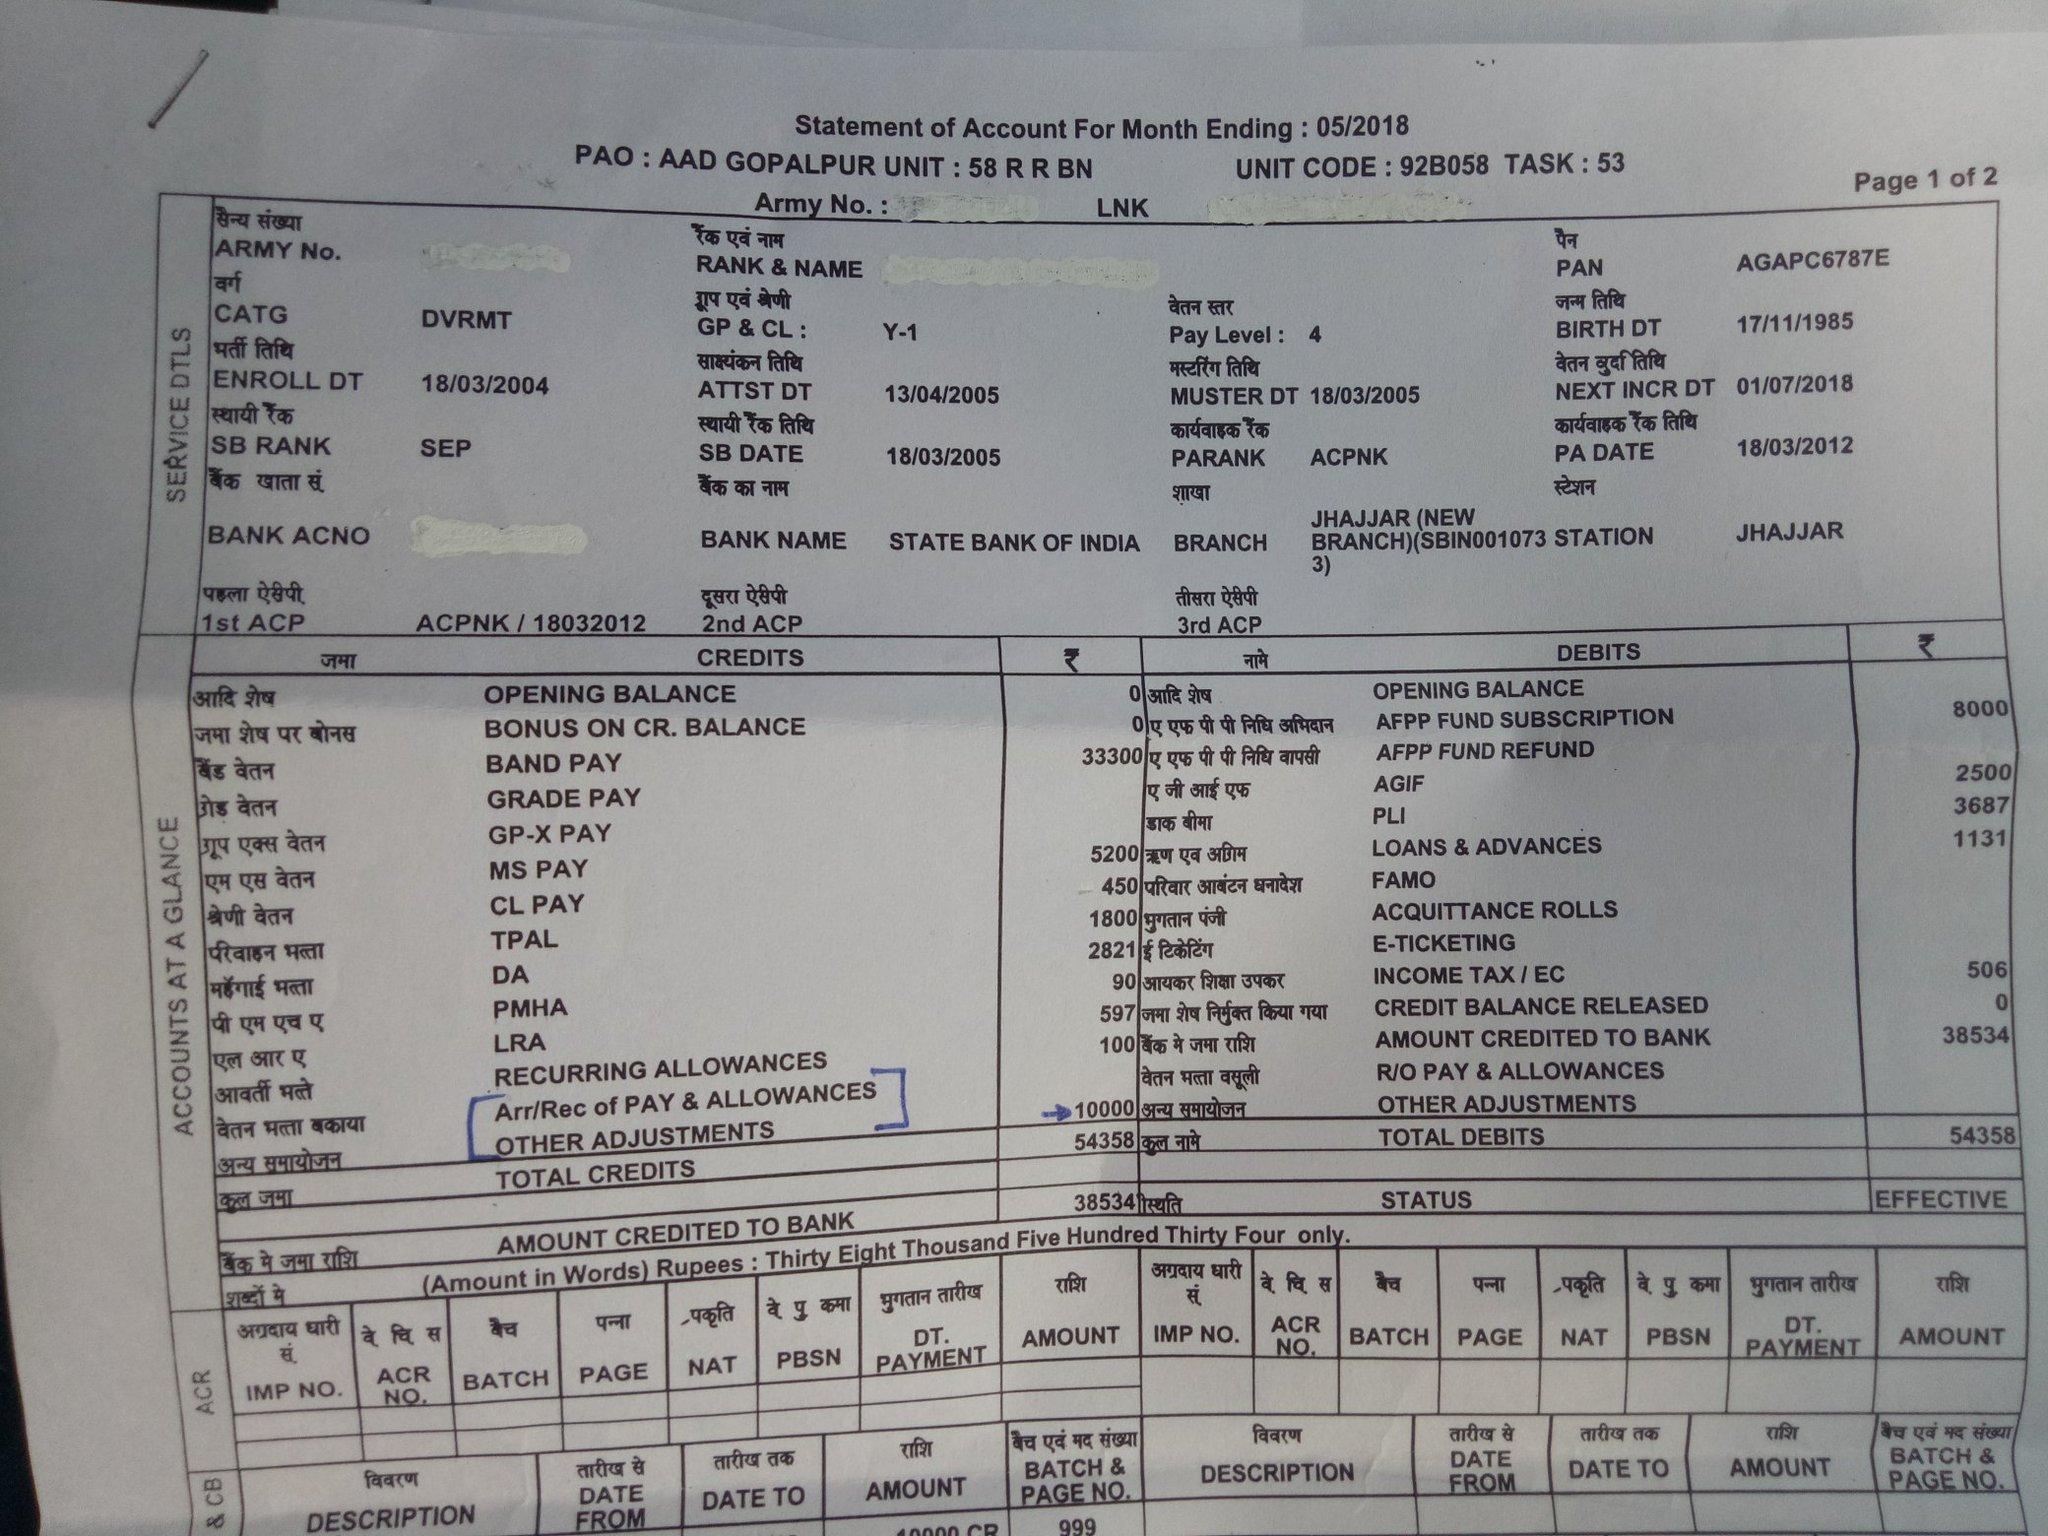 Statement of Account For Month Ending : 05/2018
PAO : AAD GOPALPUR UNIT : 58 R R BN UNIT CODE : 92B058 TASK : 53
Page 1 of 2
Army No. : LNK
सैन्य संख्या रैंक एवं नाम पैन
ARMY No. RANK & NAME PAN AGAPC6787E
वर्ग ग्रूप एवं श्रेणी वेतन स्तर जन्म तिथि
CATG DVRMT GP & CL : Y-1 Pay Level : 4 BIRTH DT 17/11/1985
भर्ती तिथि साक्ष्यंकन तिथि मस्टरिंग तिथि वेतन वुर्दा तिथि
ENROLL DT 18/03/2004 ATTST DT 13/04/2005 MUSTER DT 18/03/2005 NEXT INCR DT 01/07/2018
स्थायी रैंक स्थायी रैंक तिथि कार्यवाहक रैंक कार्यवाहक रैंक तिथि
SB RANK SEP SB DATE 18/03/2005 PARANK ACPNK PA DATE 18/03/2012
बैंक खाता सं् बैंक का नाम शाखा स्टेशन
BANK ACNO BANK NAME STATE BANK OF INDIA BRANCH JHAJJAR (NEW BRANCH)(SBIN001073 3) STATION JHAJJAR
पहला ऐसीपी दूसरा ऐसीपी तीसरा ऐसीपी
1st ACP ACPNK / 18032012 2nd ACP 3rd ACP
SERVICE DTLS
जमा CREDITS ₹ नामे DEBITS ₹
आदि शेष OPENING BALANCE 0 आदि शेष OPENING BALANCE
जमा शेष पर बोनस BONUS ON CR. BALANCE 0 ए एफ पी पी निधि अभिदान AFPP FUND SUBSCRIPTION 8000
बैंड वेतन BAND PAY 33300 ए एफ पी पी निधि वापसी AFPP FUND REFUND
ग्रेड वेतन GRADE PAY ए जी आई एफ AGIF 2500
ग्रूप एक्स वेतन GP-X PAY डाक बीमा PLI 3687
एम एस वेतन MS PAY 5200 ऋण एव अग्रिम LOANS & ADVANCES 1131
श्रेणी वेतन CL PAY 450 परिवार आबंटन धनादेश FAMO
परिवाहन भत्ता TPAL 1800 भुगतान पंजी ACQUITTANCE ROLLS
महँगाई भत्ता DA 2821 ई टिकेटिंग E-TICKETING
पी एम एच ए PMHA 90 आयकर शिक्षा उपकर INCOME TAX / EC 506
एल आर ए LRA 597 जमा शेष निर्मुक्त किया गया CREDIT BALANCE RELEASED 0
आवर्ती भत्ते RECURRING ALLOWANCES 100 बैंक मे जमा राशि AMOUNT CREDITED TO BANK 38534
वेतन भत्ता बकाया Arr/Rec of PAY & ALLOWANCES वेतन भत्ता वसूली R/O PAY & ALLOWANCES
अन्य समायोजन OTHER ADJUSTMENTS 10000 अन्य समायोजन OTHER ADJUSTMENTS
कुल जमा TOTAL CREDITS 54358 कुल नामे TOTAL DEBITS 54358
बैंक मे जमा राशि AMOUNT CREDITED TO BANK 38534 स्थिति STATUS EFFECTIVE
शब्दों मे (Amount in Words) Rupees : Thirty Eight Thousand Five Hundred Thirty Four only.
ACCOUNTS AT A GLANCE
अग्रदाय धारी सं् वे् चि् स बैच पन्ना प्रकृति वे् पु् कमा भुगतान तारीख राशि अग्रदाय धारी सं् वे् चि् स बैच पन्ना प्रकृति वे् पु् कमा भुगतान तारीख राशि
IMP NO. ACR NO. BATCH PAGE NAT PBSN DT. PAYMENT AMOUNT IMP NO. ACR NO. BATCH PAGE NAT PBSN DT. PAYMENT AMOUNT
ACR
विवरण तारीख से तारीख तक राशि बैच एवं मद संख्या विवरण तारीख से तारीख तक राशि बैच एवं मद संख्या
DESCRIPTION DATE FROM DATE TO AMOUNT BATCH & PAGE NO. DESCRIPTION DATE FROM DATE TO AMOUNT BATCH & PAGE NO.
& CB
10000 CR 999